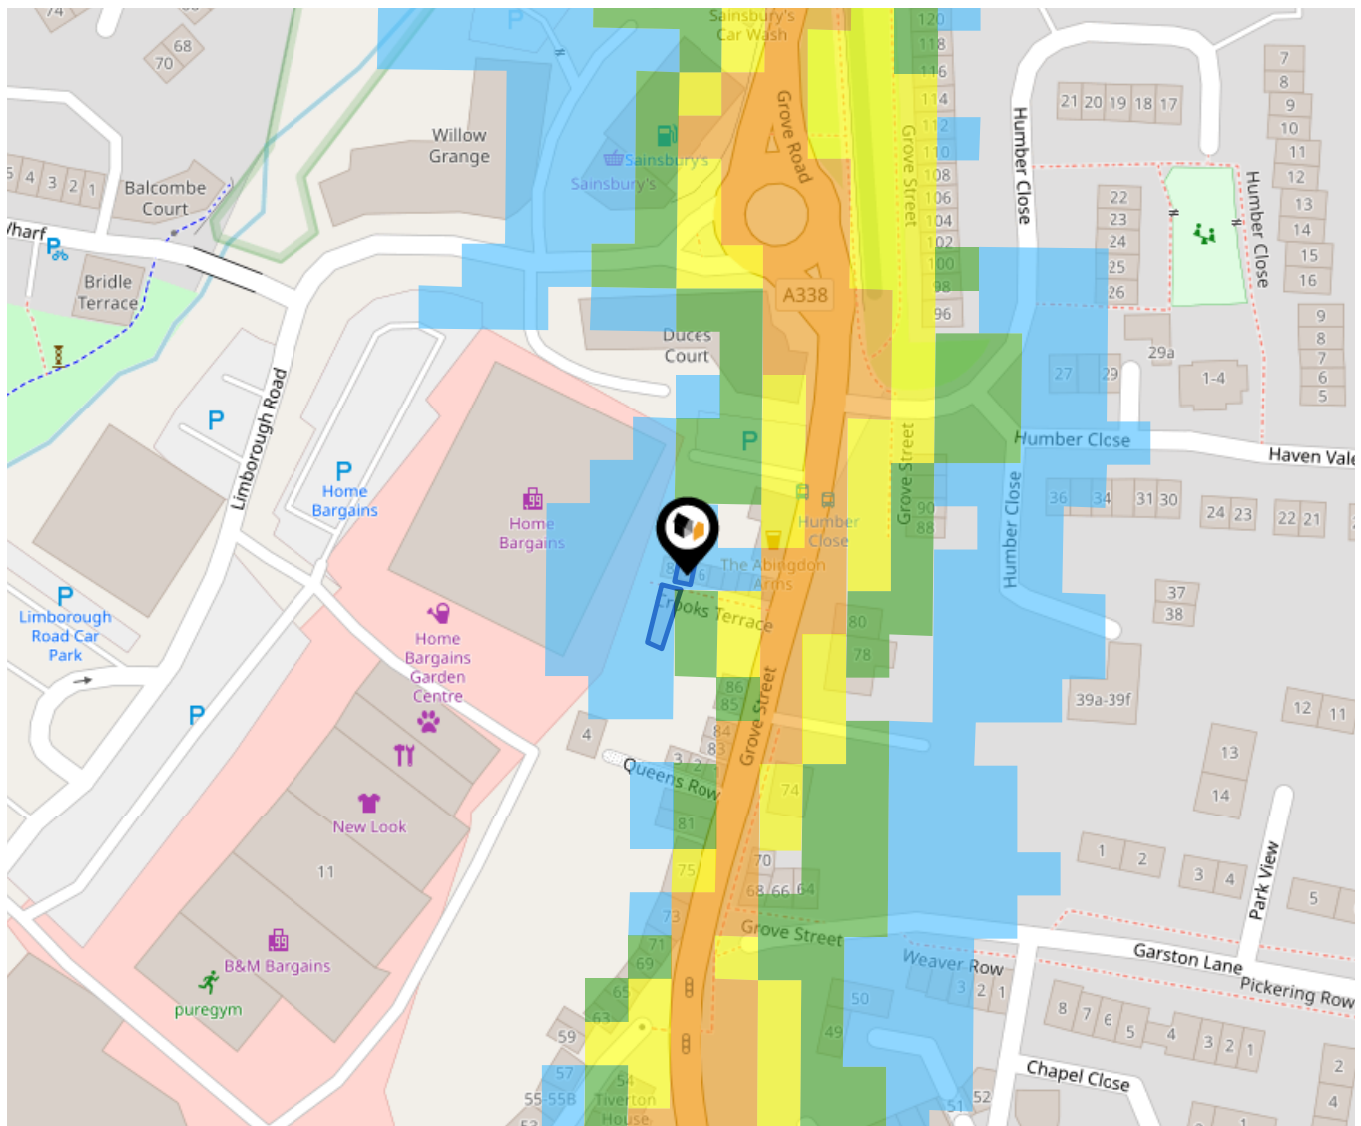 74
68
70
P
Sainsbury's
Car Wash
120
118
116
114
112
110
108
106
104
102
100
98
96
Grove Road
Grove Street
Humber Close
21 20 19 18 17
7
8
9
10
11
12
13
14
15
16
9
8
7
6
5
Humber Close
22
23
24
25
26
Willow
Grange
Sainsbury's
Sainsbury's
5 4 3 2 1
Balcombe
Court
Wharf
P
Bridle
Terrace
A338
Duces
Court
29a
1-4
27
29
Limborough Road
P
P
Home
Bargains
99
Home
Bargains
P
Grove Street
Humber Close
Haven Vale
Humber Close
36 34 31 30
24 23
22 21
90
88
Humber
Close
The Abingdon
Arms
8
6
Crooks Terrace
37
38
P
Limborough
Road Car
Park
Home
Bargains
Garden
Centre
80
78
86
85
84
83
Grove Street
39a-39f
12 11
P
4
3 2
Queens Row
81
74
13
14
New Look
11
75
70
68 66 64
1 2
3 4
5
Park View
73
71
69
65
63
59
57
55-55B
53
Grove Street
Weaver Row
3 2 1
Garston Lane
Pickering Row
99
B&M Bargains
puregym
50
49
8 7 6 5 4 3 2 1
54
Tiverton
House
51
52
Chapel Close
2
4
1